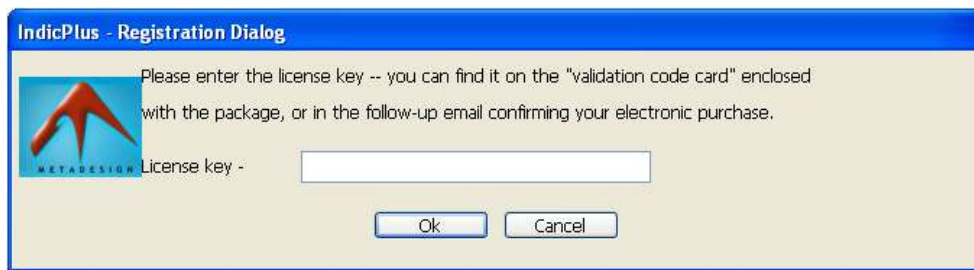 IndicPlus - Registration Dialog
Please enter the license key -- you can find it on the "validation code card" enclosed
with the package, or in the follow-up email confirming your electronic purchase.
METADESIGN
License key -
Ok Cancel